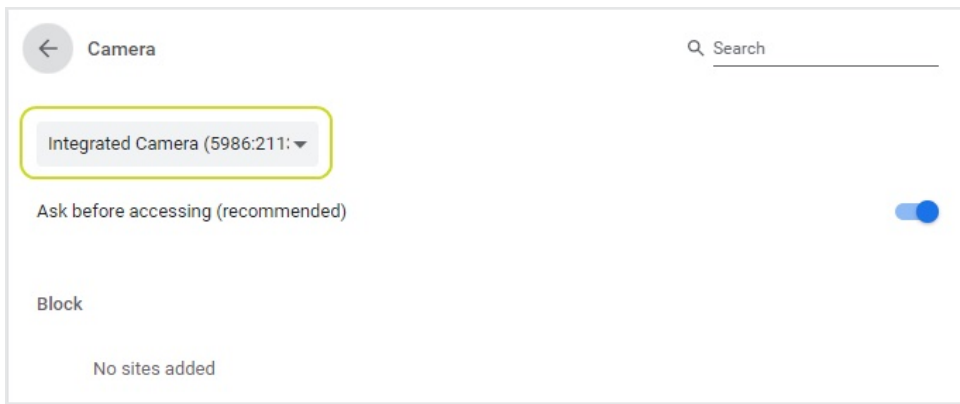 Camera
Search
Integrated Camera (5986:211
Ask before accessing (recommended)
Block
No sites added